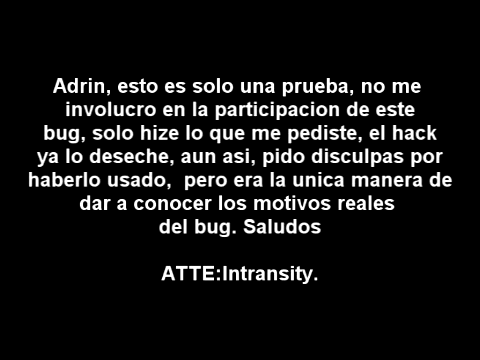 Adrin, esto es solo una prueba, no me
involucro en la participacion de este
bug, solo hize lo que me pediste, el hack
ya lo deseche, aun asi, pido disculpas por
haberlo usado, pero era la unica manera de
dar a conocer los motivos reales
del bug. Saludos
ATTE:Intransity.